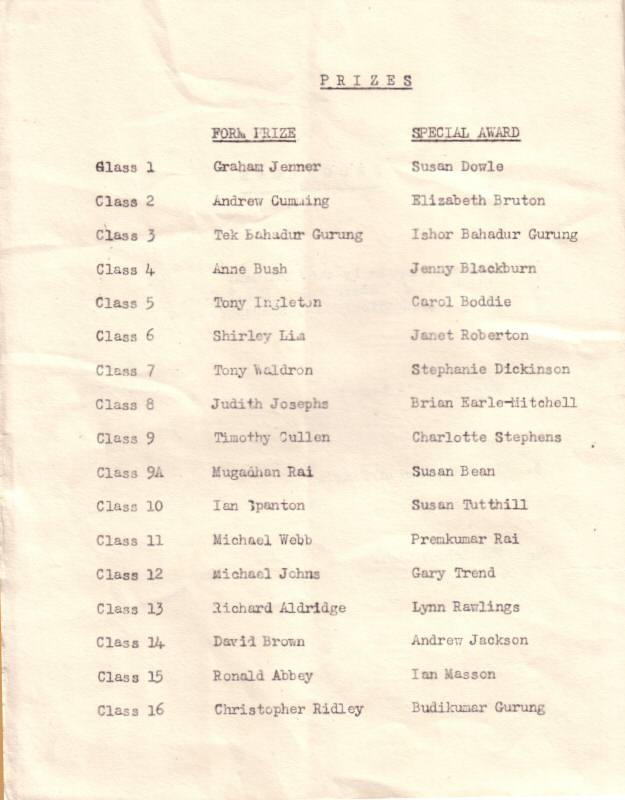 PRIZES
FORM PRIZE SPECIAL AWARD
Class 1 Graham Jenner Susan Dowle
Class 2 Andrew Cumming Elizabeth Bruton
Class 3 Tek Bahadur Gurung Ishor Bahadur Gurung
Class 4 Anne Bush Jenny Blackburn
Class 5 Tony Ingleton Carol Boddie
Class 6 Shirley Lim Janet Roberton
Class 7 Tony Waldron Stephanie Dickinson
Class 8 Judith Josephs Brian Earle-Mitchell
Class 9 Timothy Cullen Charlotte Stephens
Class 9A Mugadhan Rai Susan Bean
Class 10 Ian Spanton Susan Tutthill
Class 11 Michael Webb Premkumar Rai
Class 12 Michael Johns Gary Trend
Class 13 Richard Aldridge Lynn Rawlings
Class 14 David Brown Andrew Jackson
Class 15 Ronald Abbey Ian Masson
Class 16 Christopher Ridley Budikumar Gurung